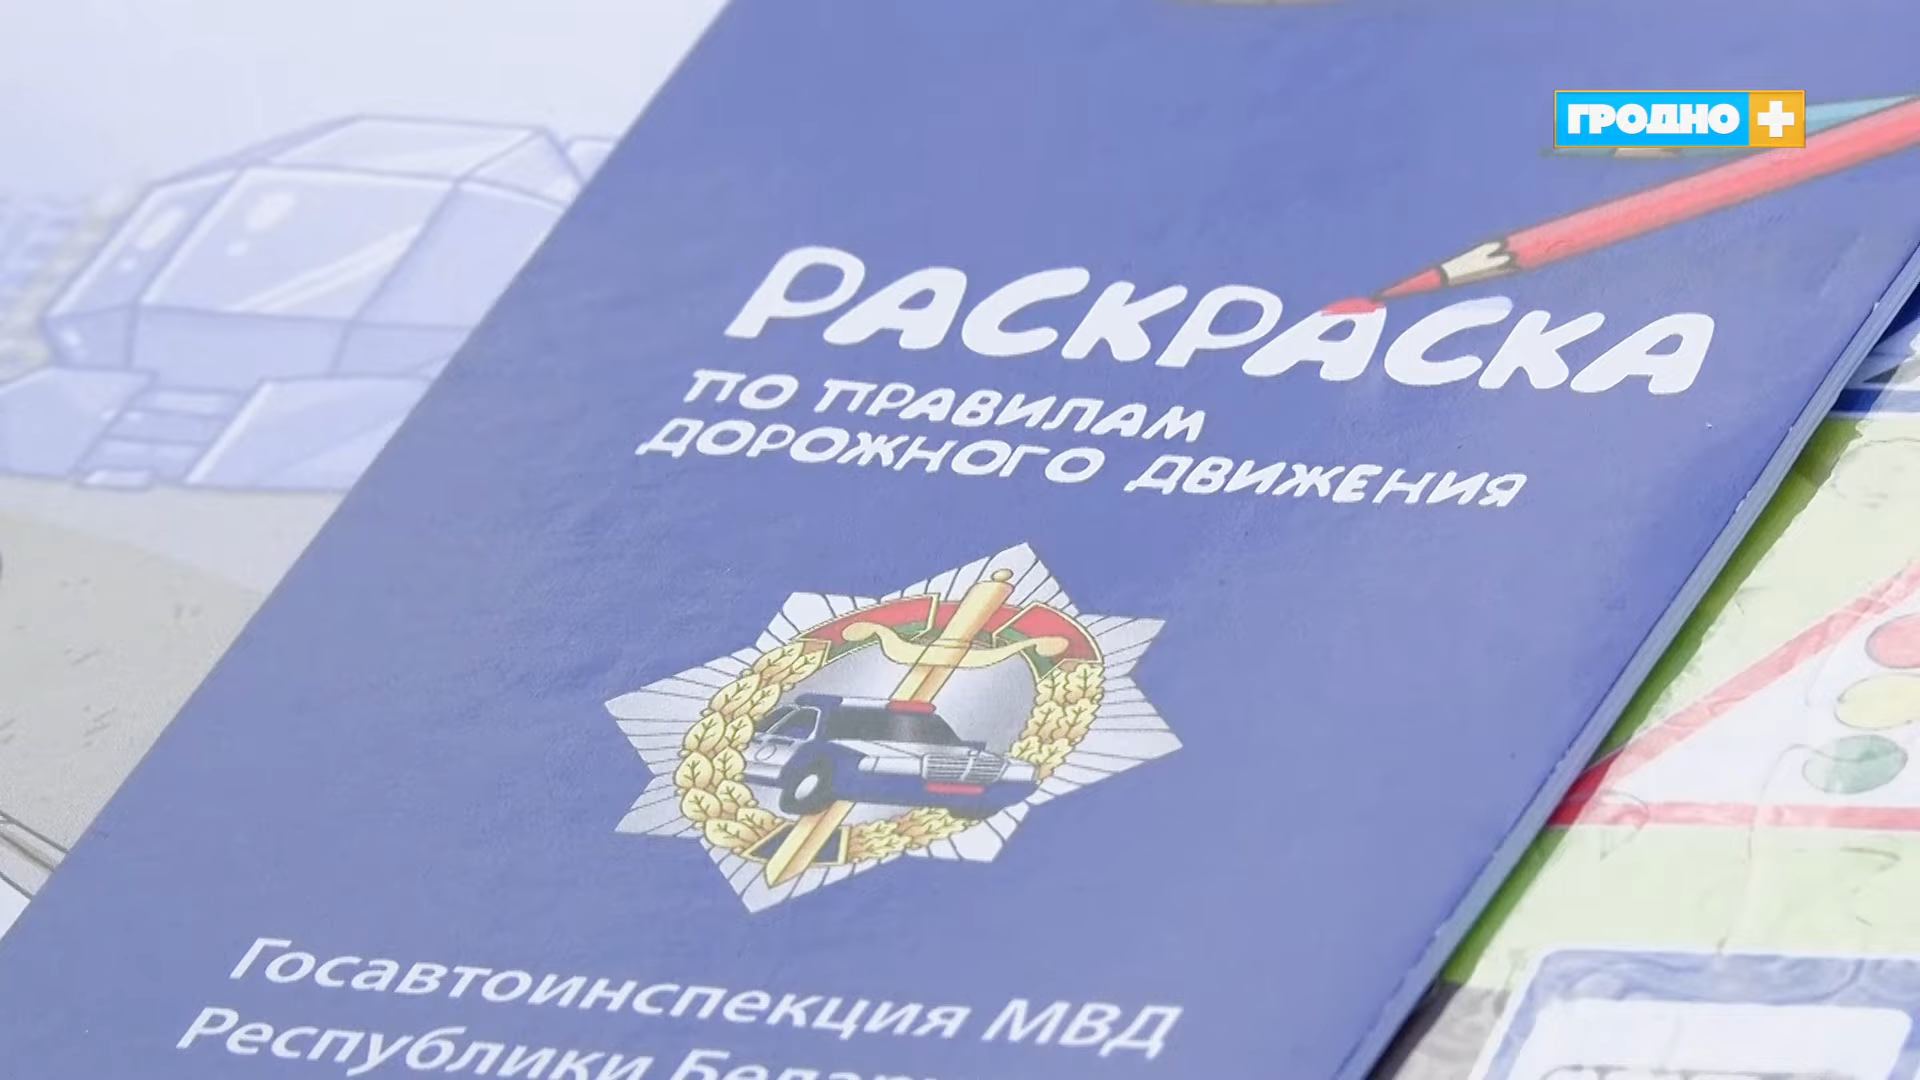 ГРОДНО +
РАСКРАСКА
ПО ПРАВИЛАМ
ДОРОЖНОГО ДВИЖЕНИЯ
Госавтоинспекция МВД
Республики